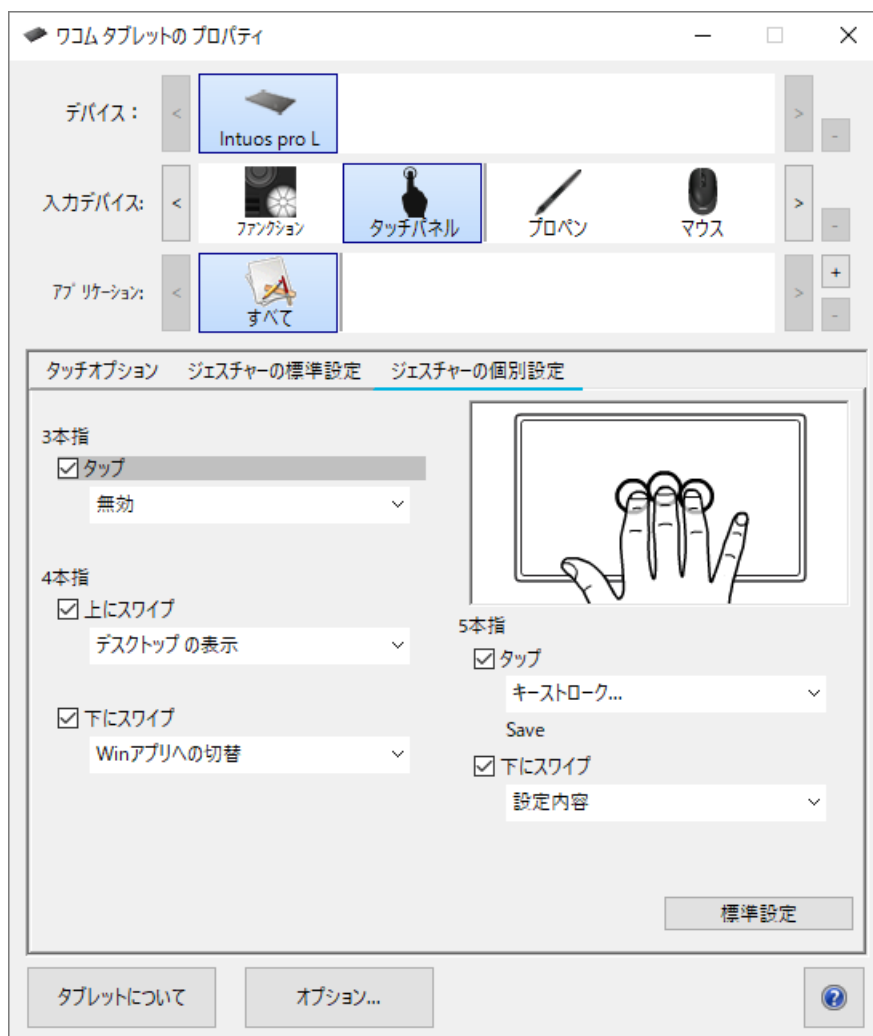 ワコム タブレットの プロパティ
デバイス：
Intuos pro L
入力デバイス:
ファンクション
タッチパネル
プロペン
マウス
アプリケーション:
すべて
タッチオプション
ジェスチャーの標準設定
ジェスチャーの個別設定
3本指
タップ
無効
4本指
上にスワイプ
デスクトップ の表示
下にスワイプ
Winアプリへの切替
5本指
タップ
キーストローク...
Save
下にスワイプ
設定内容
標準設定
タブレットについて
オプション...